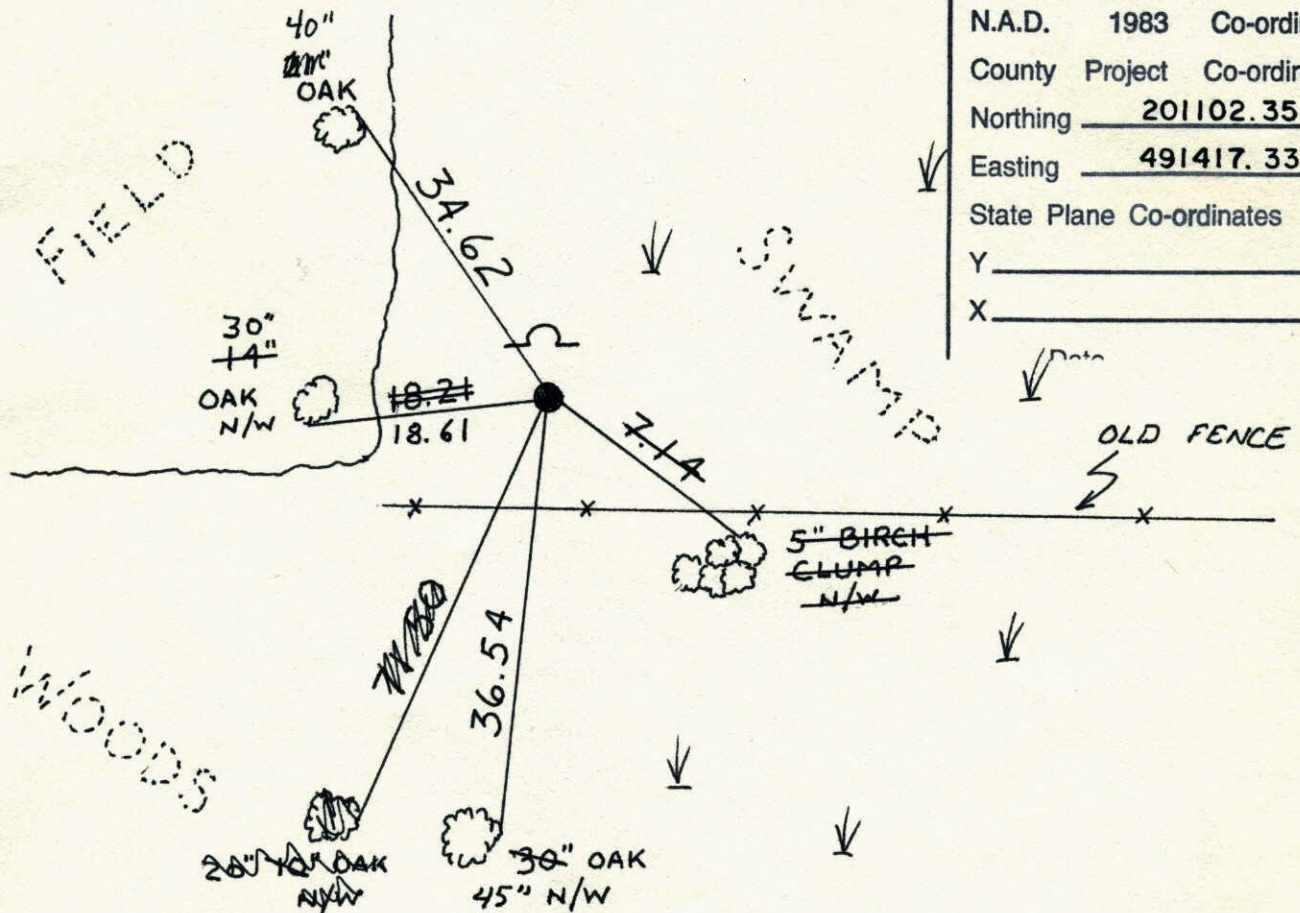 40"
OAK
N.A.D. 1983 Co-ordi
County Project Co-ordin
Northing 201102.35
Easting 491417.33
State Plane Co-ordinates
Y
X
Date
FIELD
34.62
SWAMP
30"
14"
OAK
N/W
18.21
18.61
7.14
OLD FENCE
5" BIRCH
CLUMP
N/W
36.54
WOODS
OAK
N/W
30" OAK
45" N/W